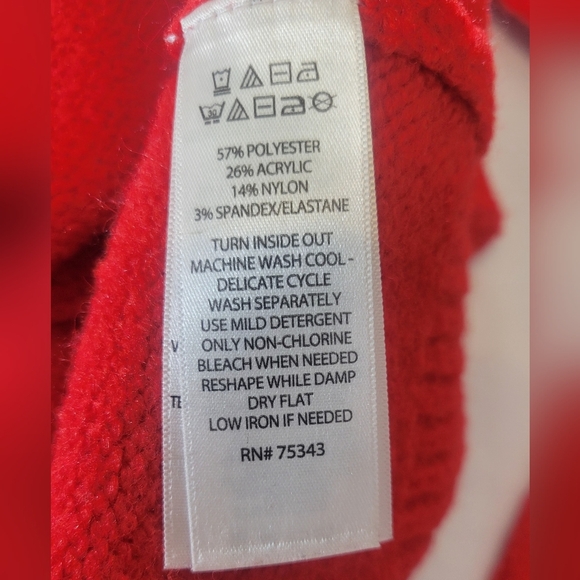 57% POLYESTER
26% ACRYLIC
14% NYLON
3% SPANDEX/ELASTANE
TURN INSIDE OUT
MACHINE WASH COOL -
DELICATE CYCLE
WASH SEPARATELY
USE MILD DETERGENT
ONLY NON-CHLORINE
BLEACH WHEN NEEDED
RESHAPE WHILE DAMP
DRY FLAT
LOW IRON IF NEEDED
RN# 75343